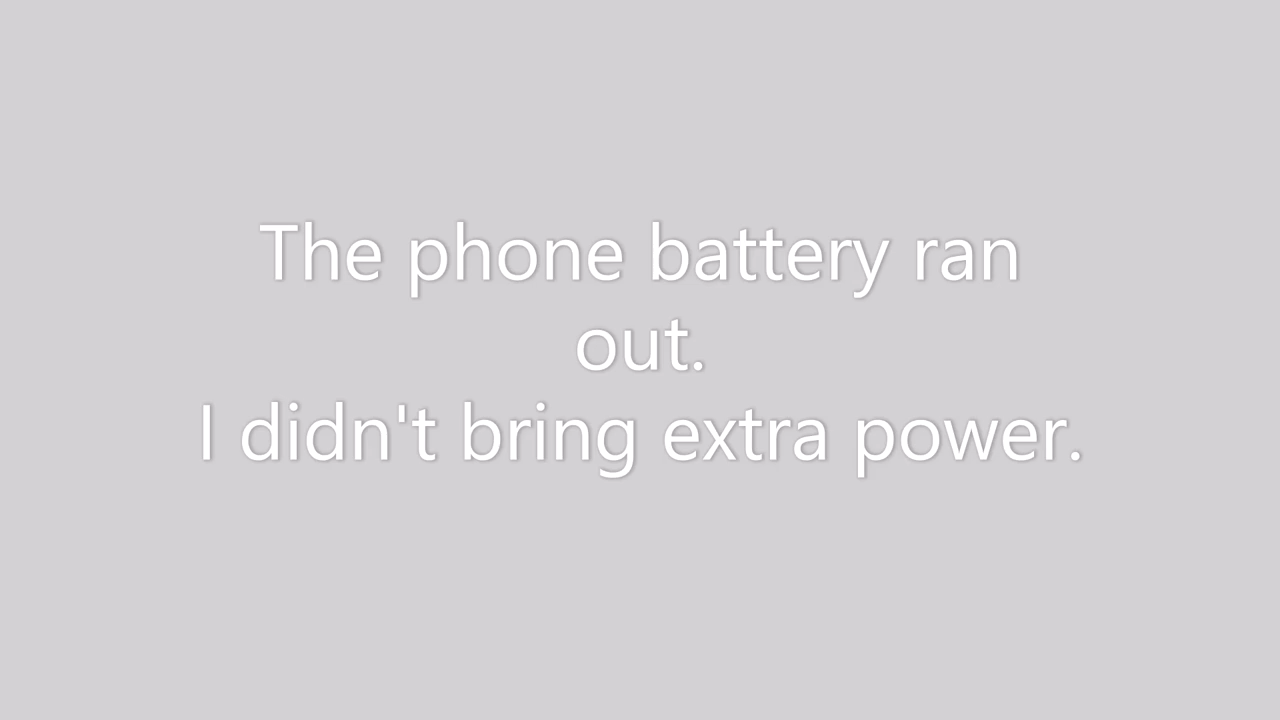 The phone battery ran
out.
I didn't bring extra power.